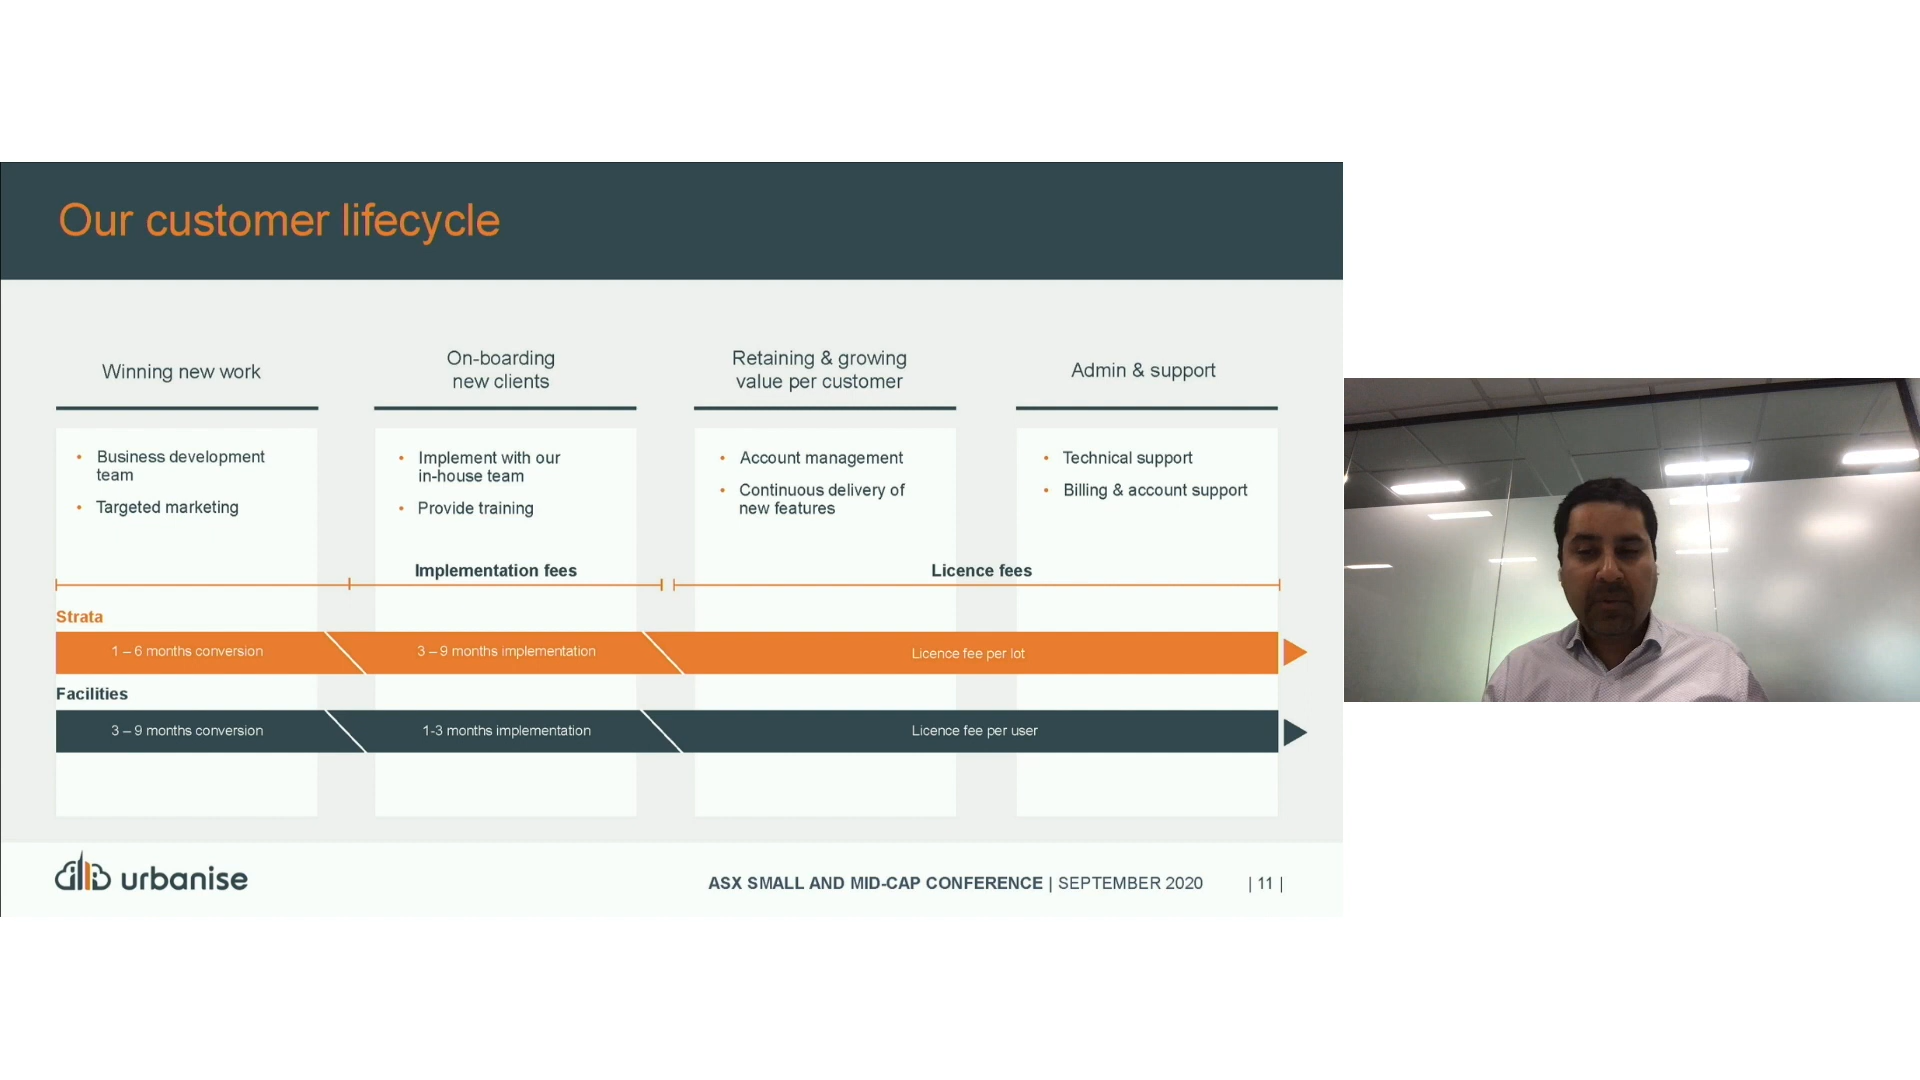 Our customer lifecycle
Winning new work
On-boarding
new clients
Retaining & growing
value per customer
Admin & support
• Business development
team
• Targeted marketing
• Implement with our
in-house team
• Provide training
• Account management
• Continuous delivery of
new features
• Technical support
• Billing & account support
Implementation fees
Licence fees
Strata
1 – 6 months conversion
3 – 9 months implementation
Licence fee per lot
Facilities
3 – 9 months conversion
1-3 months implementation
Licence fee per user
urbanise
ASX SMALL AND MID-CAP CONFERENCE | SEPTEMBER 2020 | 11 |